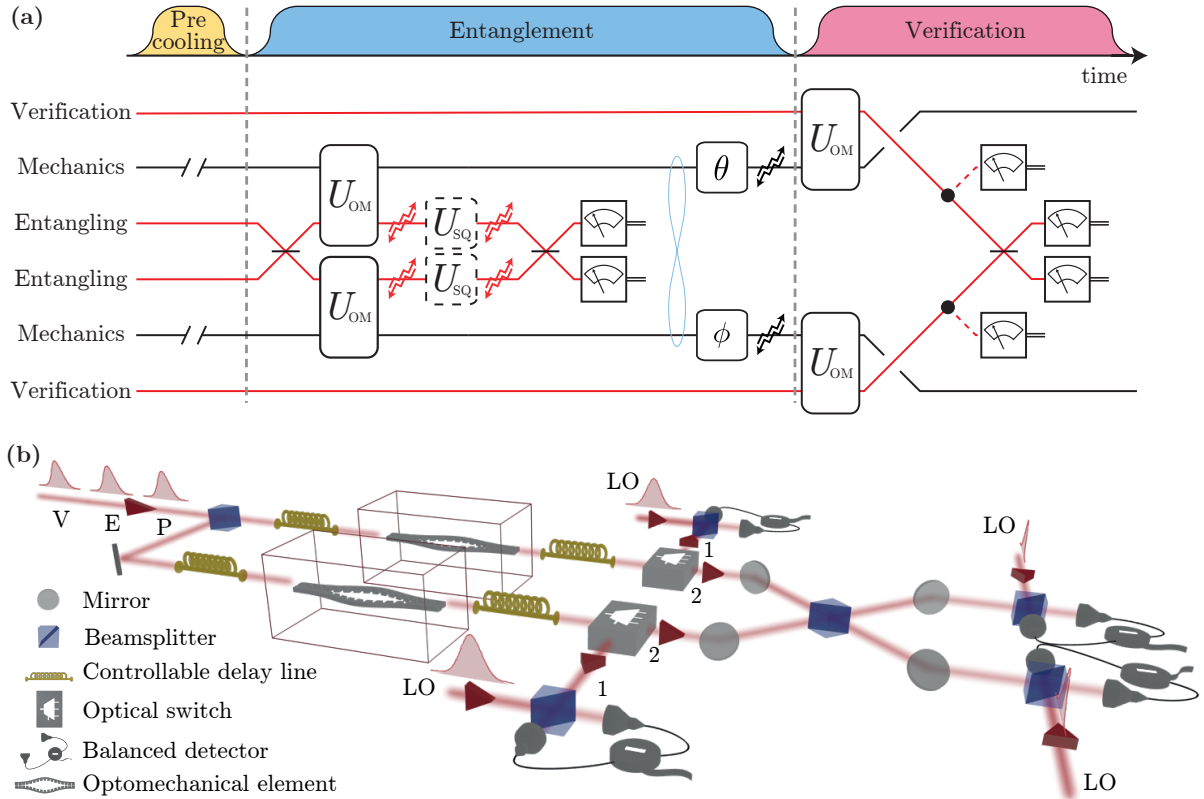 (a)
Pre
cooling
Entanglement
Verification
time
Verification
Mechanics
Entangling
Entangling
Mechanics
Verification
U_OM
U_OM
U_SQ
U_SQ
θ
ϕ
U_OM
U_OM
(b)
V E P
LO
1
2
LO
1
2
LO
LO
Mirror
Beamsplitter
Controllable delay line
Optical switch
Balanced detector
Optomechanical element